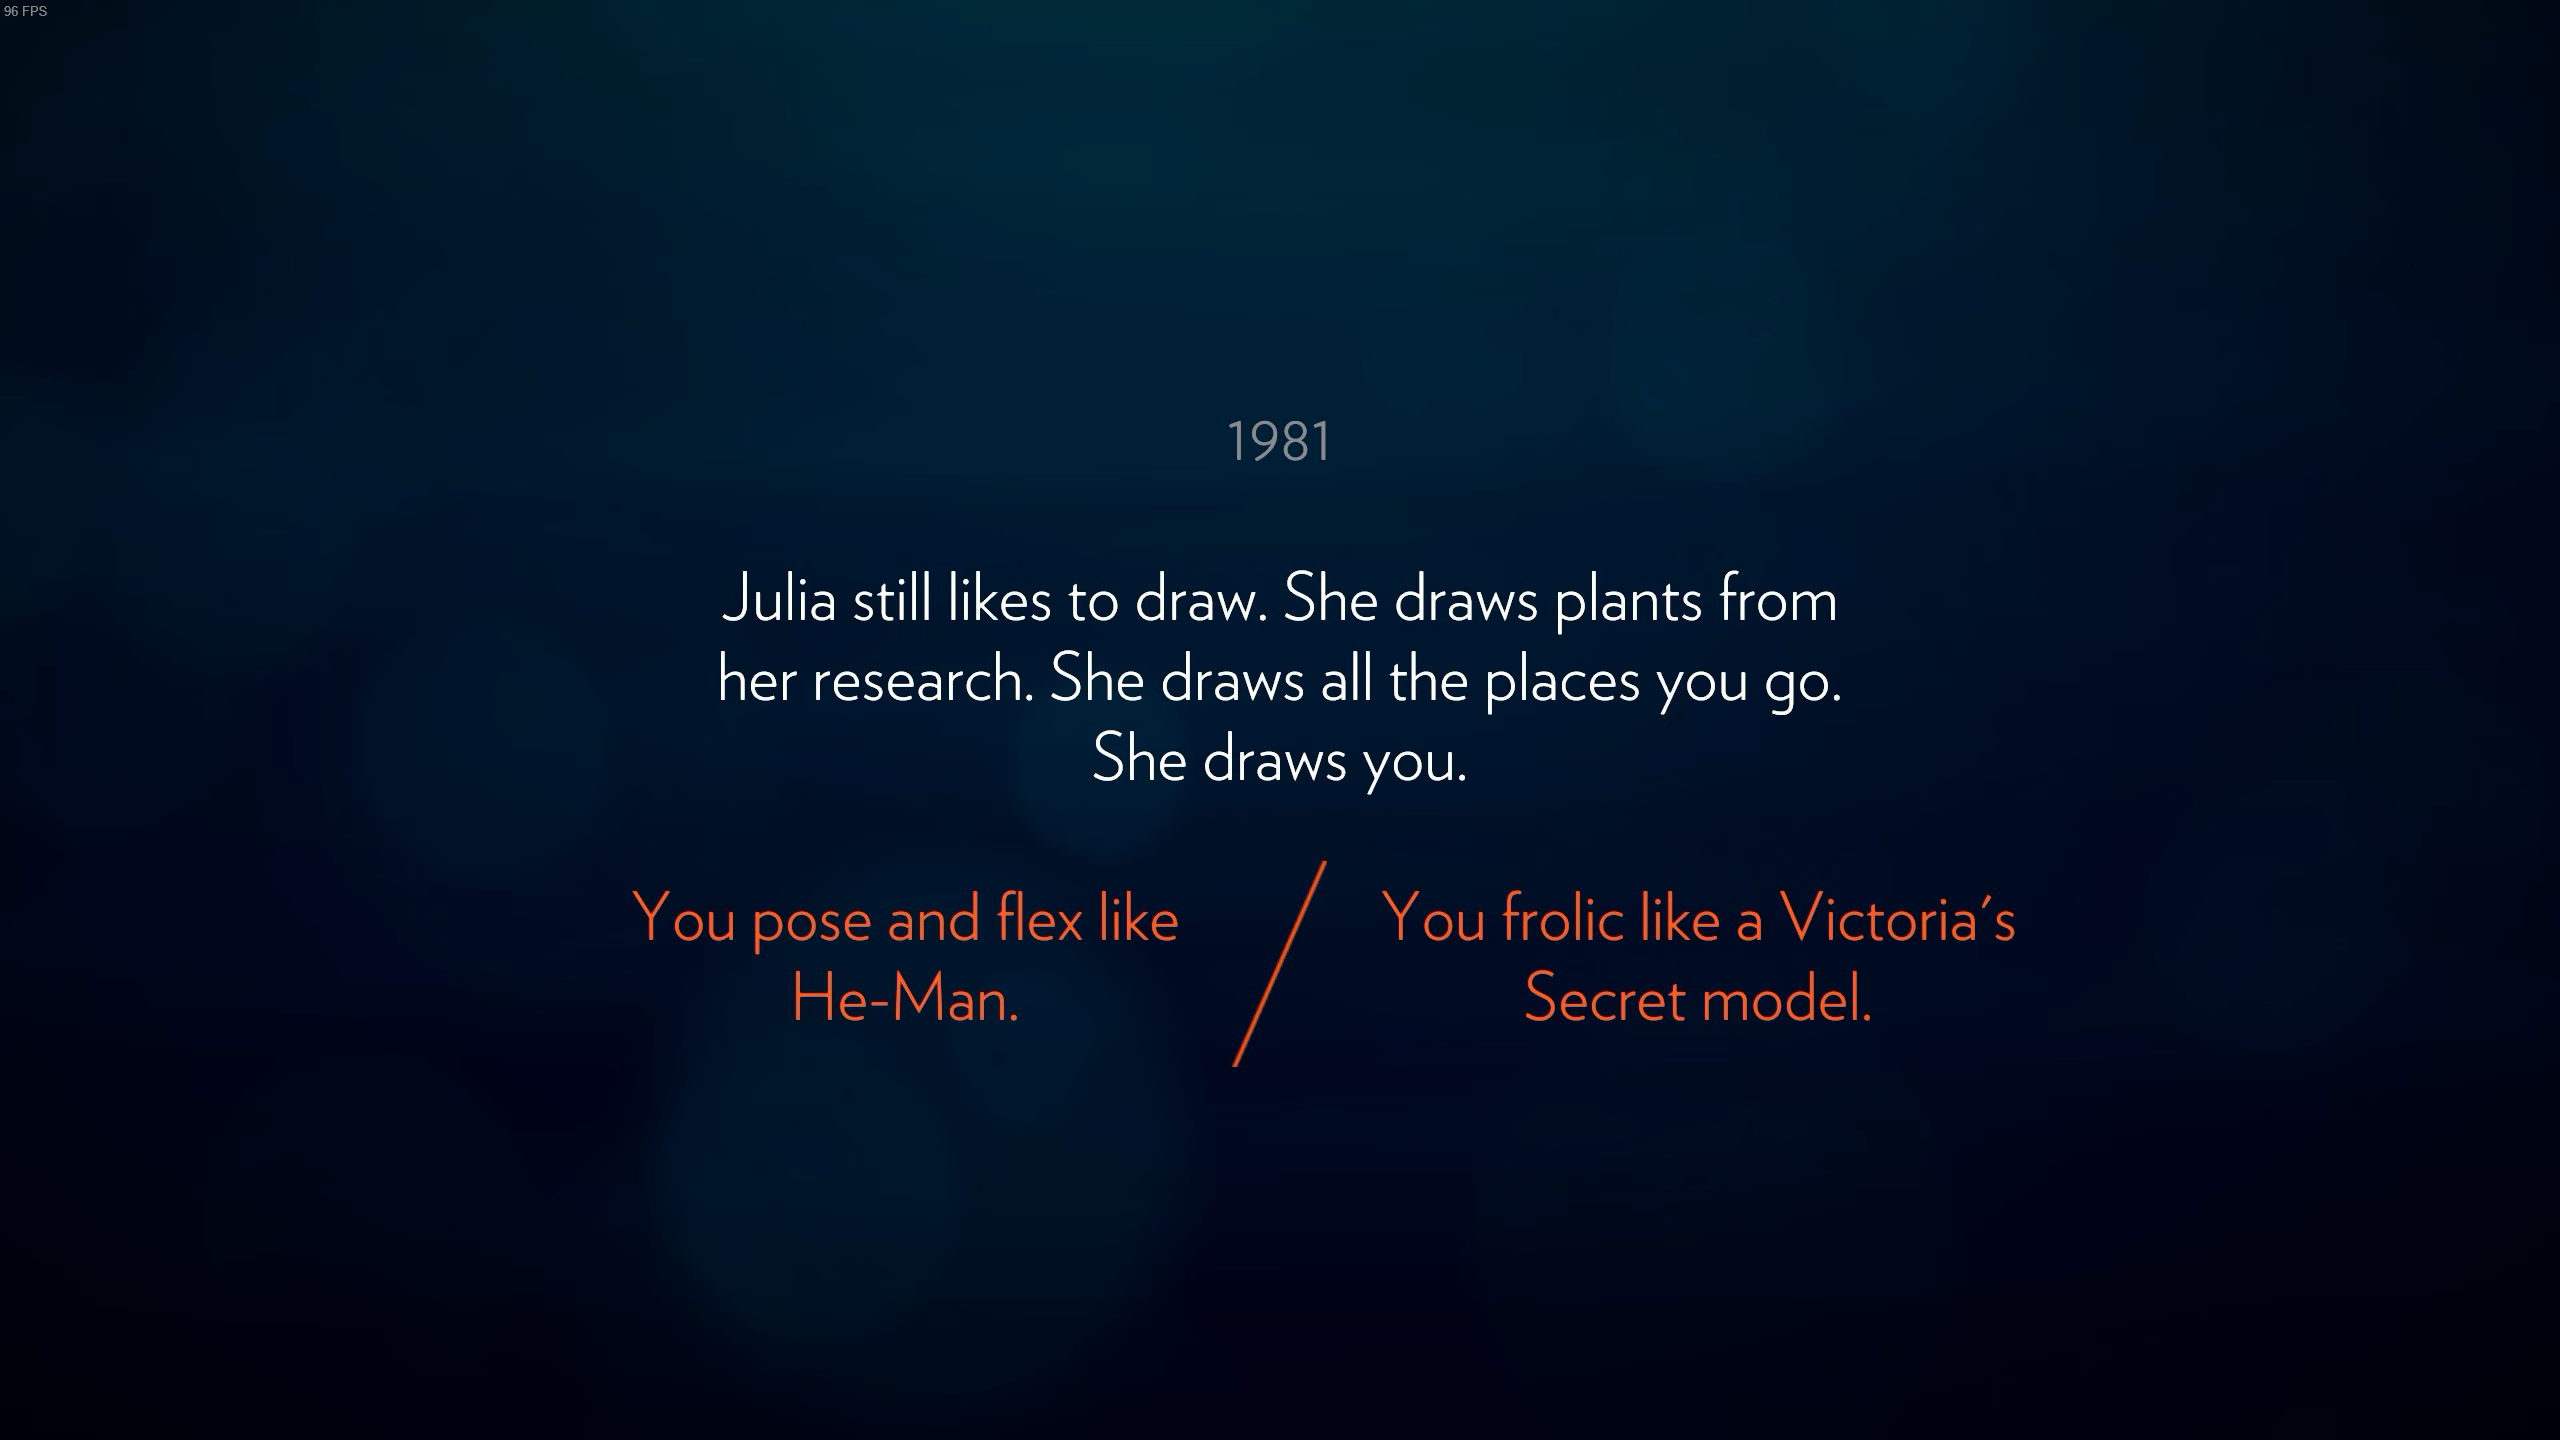 96 FPS
1981
Julia still likes to draw. She draws plants from
her research. She draws all the places you go.
She draws you.
You pose and flex like
He-Man.
/
You frolic like a Victoria's
Secret model.